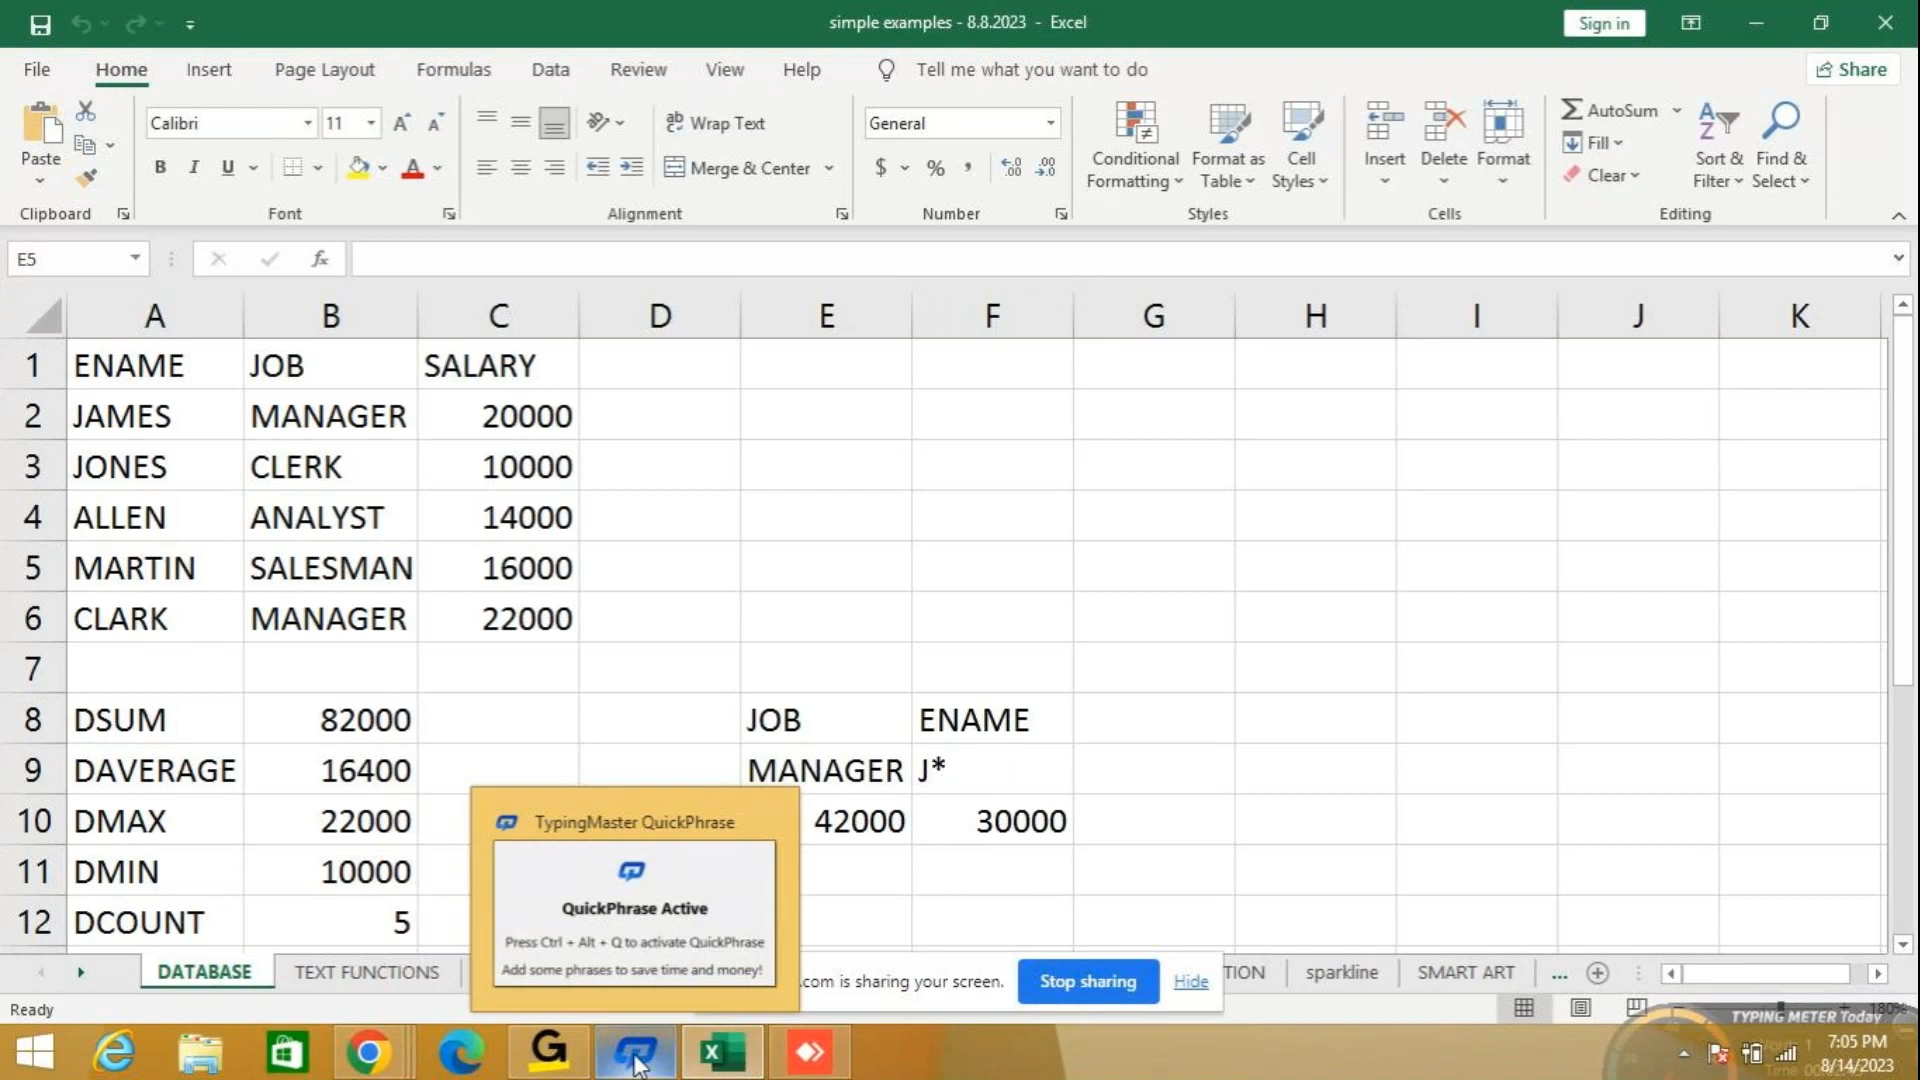 simple examples - 8.8.2023 - Excel
Sign in
File Home Insert Page Layout Formulas Data Review View Help Tell me what you want to do Share
Paste
Clipboard
Calibri 11
B I U A
Font
Wrap Text
Merge & Center
Alignment
General
$ % ,
Number
Conditional Formatting
Format as Table
Cell Styles
Styles
Insert Delete Format
Cells
AutoSum
Fill
Clear
Sort & Filter
Find & Select
Editing
E5 fx
A B C D E F G H I J K
1 ENAME JOB SALARY
2 JAMES MANAGER 20000
3 JONES CLERK 10000
4 ALLEN ANALYST 14000
5 MARTIN SALESMAN 16000
6 CLARK MANAGER 22000
7
8 DSUM 82000 JOB ENAME
9 DAVERAGE 16400 MANAGER J*
10 DMAX 22000 42000 30000
11 DMIN 10000
12 DCOUNT 5
TypingMaster QuickPhrase
QuickPhrase Active
Press Ctrl + Alt + Q to activate QuickPhrase
Add some phrases to save time and money!
DATABASE TEXT FUNCTIONS TION sparkline SMART ART ...
.com is sharing your screen. Stop sharing Hide
Ready 180%
TYPING METER Today
7:05 PM
8/14/2023